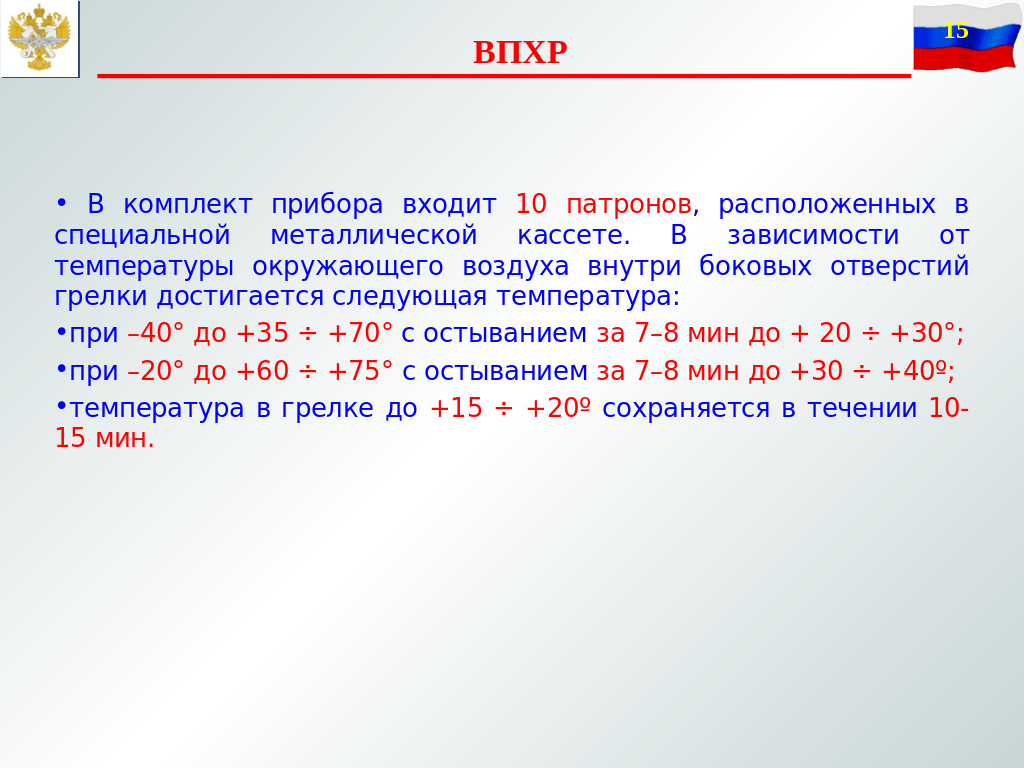 15
ВПХР
• В комплект прибора входит 10 патронов, расположенных в
специальной металлической кассете. В зависимости от
температуры окружающего воздуха внутри боковых отверстий
грелки достигается следующая температура:
•при –40° до +35 ÷ +70° с остыванием за 7–8 мин до + 20 ÷ +30°;
•при –20° до +60 ÷ +75° с остыванием за 7–8 мин до +30 ÷ +40º;
•температура в грелке до +15 ÷ +20º сохраняется в течении 10-
15 мин.